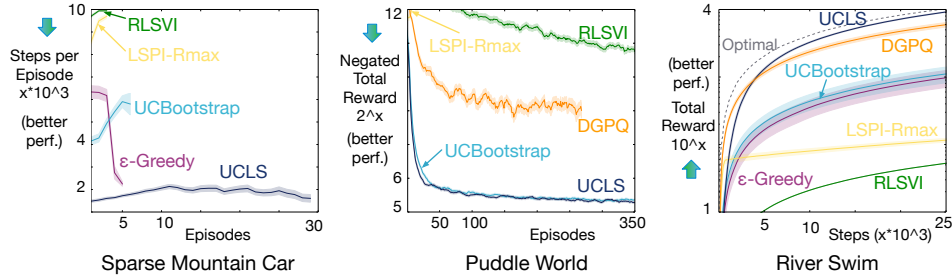 10
Steps per
Episode
x*10^3
(better
perf.)
6
4
2
RLSVI
LSPI-Rmax
UCBootstrap
ε-Greedy
UCLS
5
10
30
Episodes
Sparse Mountain Car
12
Negated
Total
Reward
2^x
(better
perf.)
6
5
LSPI-Rmax
RLSVI
DGPQ
UCBootstrap
UCLS
50
100
350
Episodes
Puddle World
4
(better
perf.)
Total
Reward
10^x
1
Optimal
UCLS
DGPQ
UCBootstrap
LSPI-Rmax
ε-Greedy
RLSVI
5
10
25
Steps (x*10^3)
River Swim